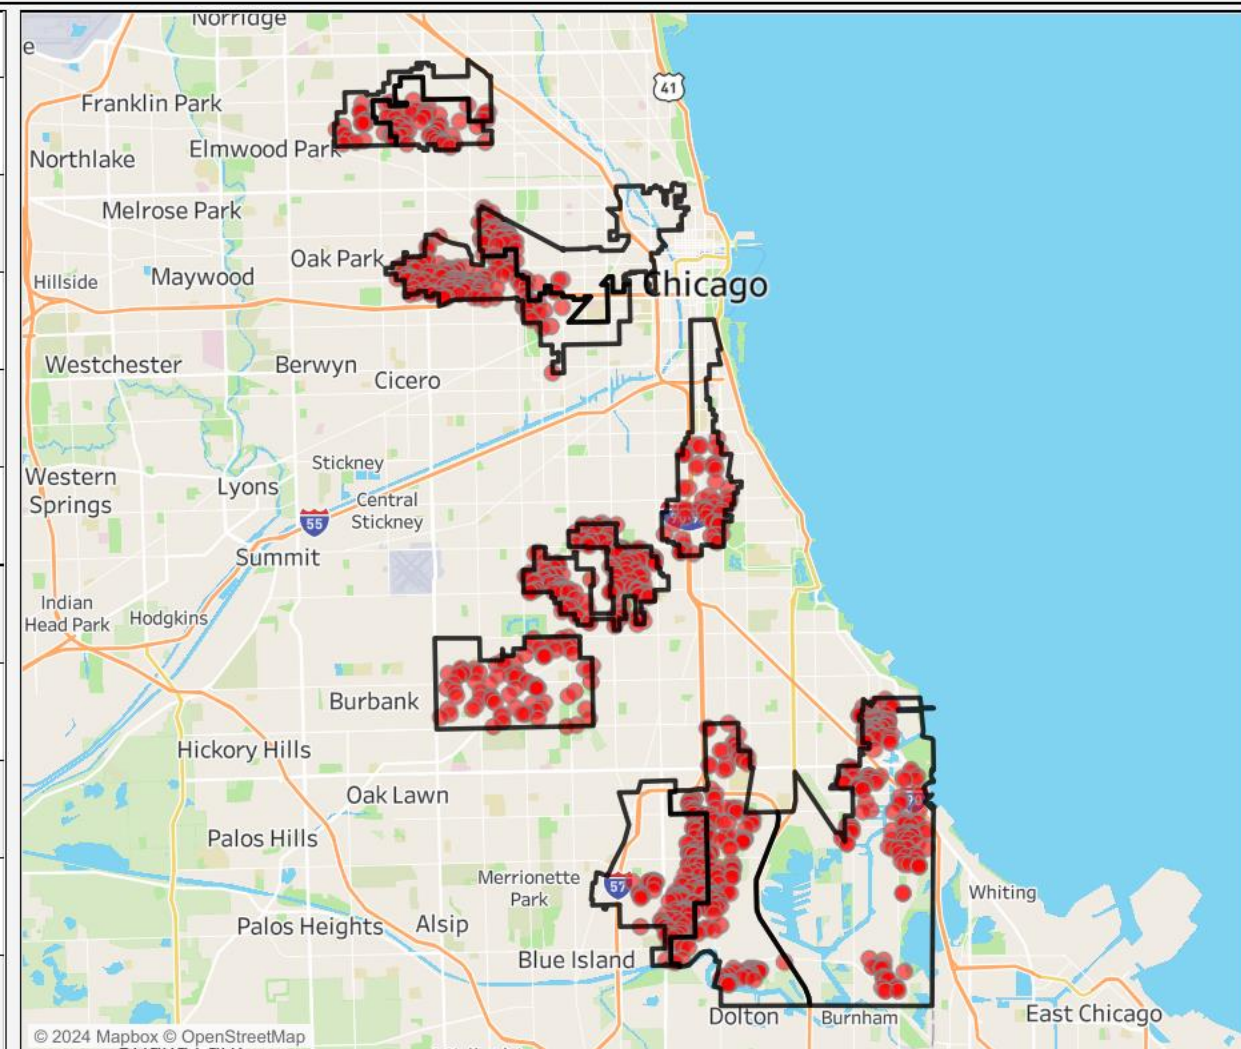 Norridge
e
41
Franklin Park
Elmwood Park
Northlake
Melrose Park
Oak Park
Maywood
Hillside
Chicago
Westchester
Berwyn
Cicero
Stickney
Western
Springs
Lyons
Central
Stickney
55
Summit
Indian
Head Park
Hodgkins
Burbank
Hickory Hills
Oak Lawn
Palos Hills
Merrionette
Park
57
Whiting
Palos Heights
Alsip
Blue Island
Dolton
Burnham
East Chicago
© 2024 Mapbox © OpenStreetMap